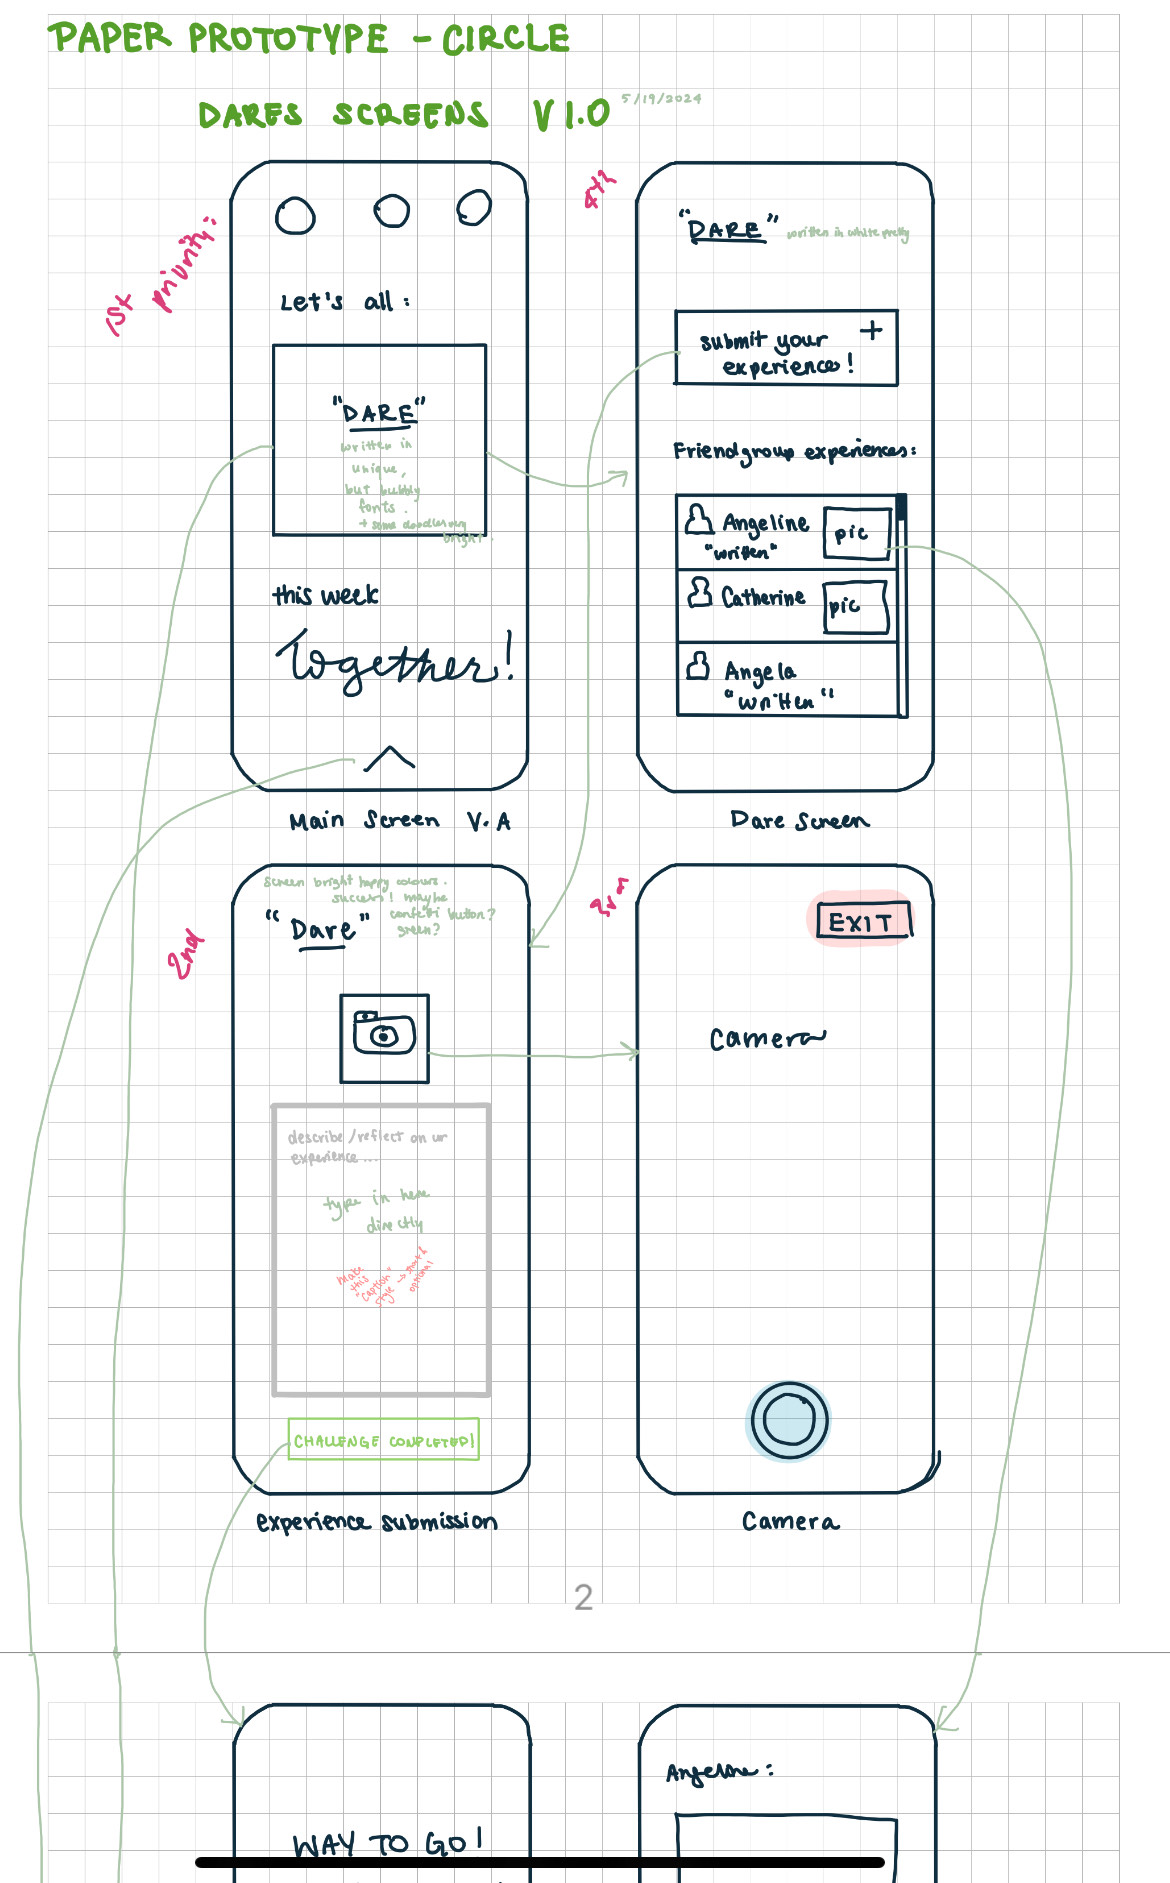 PAPER PROTOTYPE - CIRCLE
DARES SCREENS V1.0
5/19/2024
1st priority:
Let's all:
"DARE"
written in
unique,
but bubbly
fonts.
+ some doodles very
bright.
this week
Together!
Main Screen V.A
4th
"DARE"
written in white pretty
submit your +
experience!
Friendgroup experiences:
Angeline
"written"
pic
Catherine
pic
Angela
"written"
Dare Screen
2nd
screen bright happy colours.
success! maybe
confetti button?
green?
"Dare"
describe/reflect on ur
experience...
type in here
directly
make
this
"caption"
style → short &
optional
CHALLENGE COMPLETED!
experience submission
3rd
EXIT
Camera
Camera
2
WAY TO GO!
Angeline: